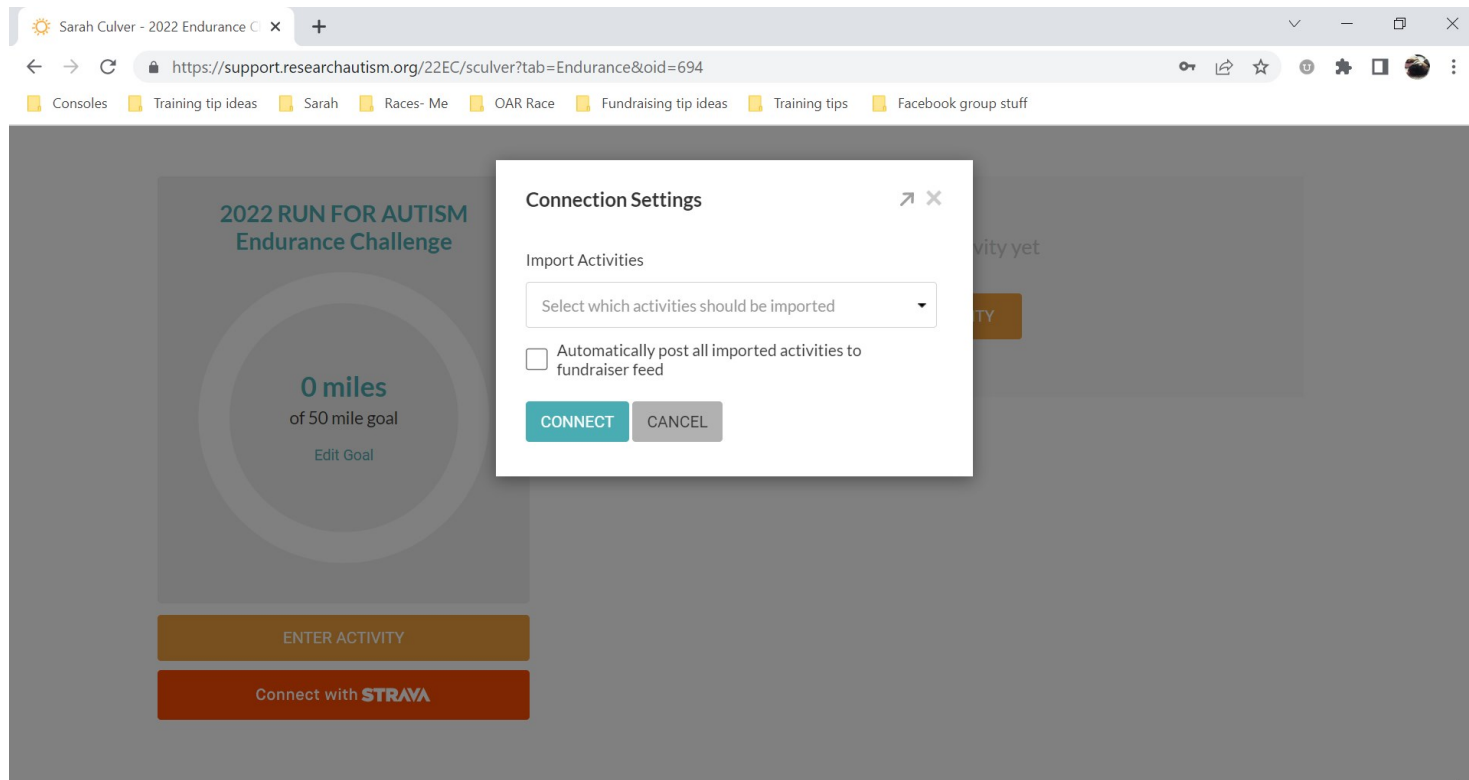 Sarah Culver - 2022 Endurance C
https://support.researchautism.org/22EC/sculver?tab=Endurance&oid=694
Consoles Training tip ideas Sarah Races- Me OAR Race Fundraising tip ideas Training tips Facebook group stuff
2022 RUN FOR AUTISM
Endurance Challenge
0 miles
of 50 mile goal
Edit Goal
ENTER ACTIVITY
Connect with STRAVA
Connection Settings
Import Activities
Select which activities should be imported
Automatically post all imported activities to
fundraiser feed
CONNECT CANCEL
vity yet
TY